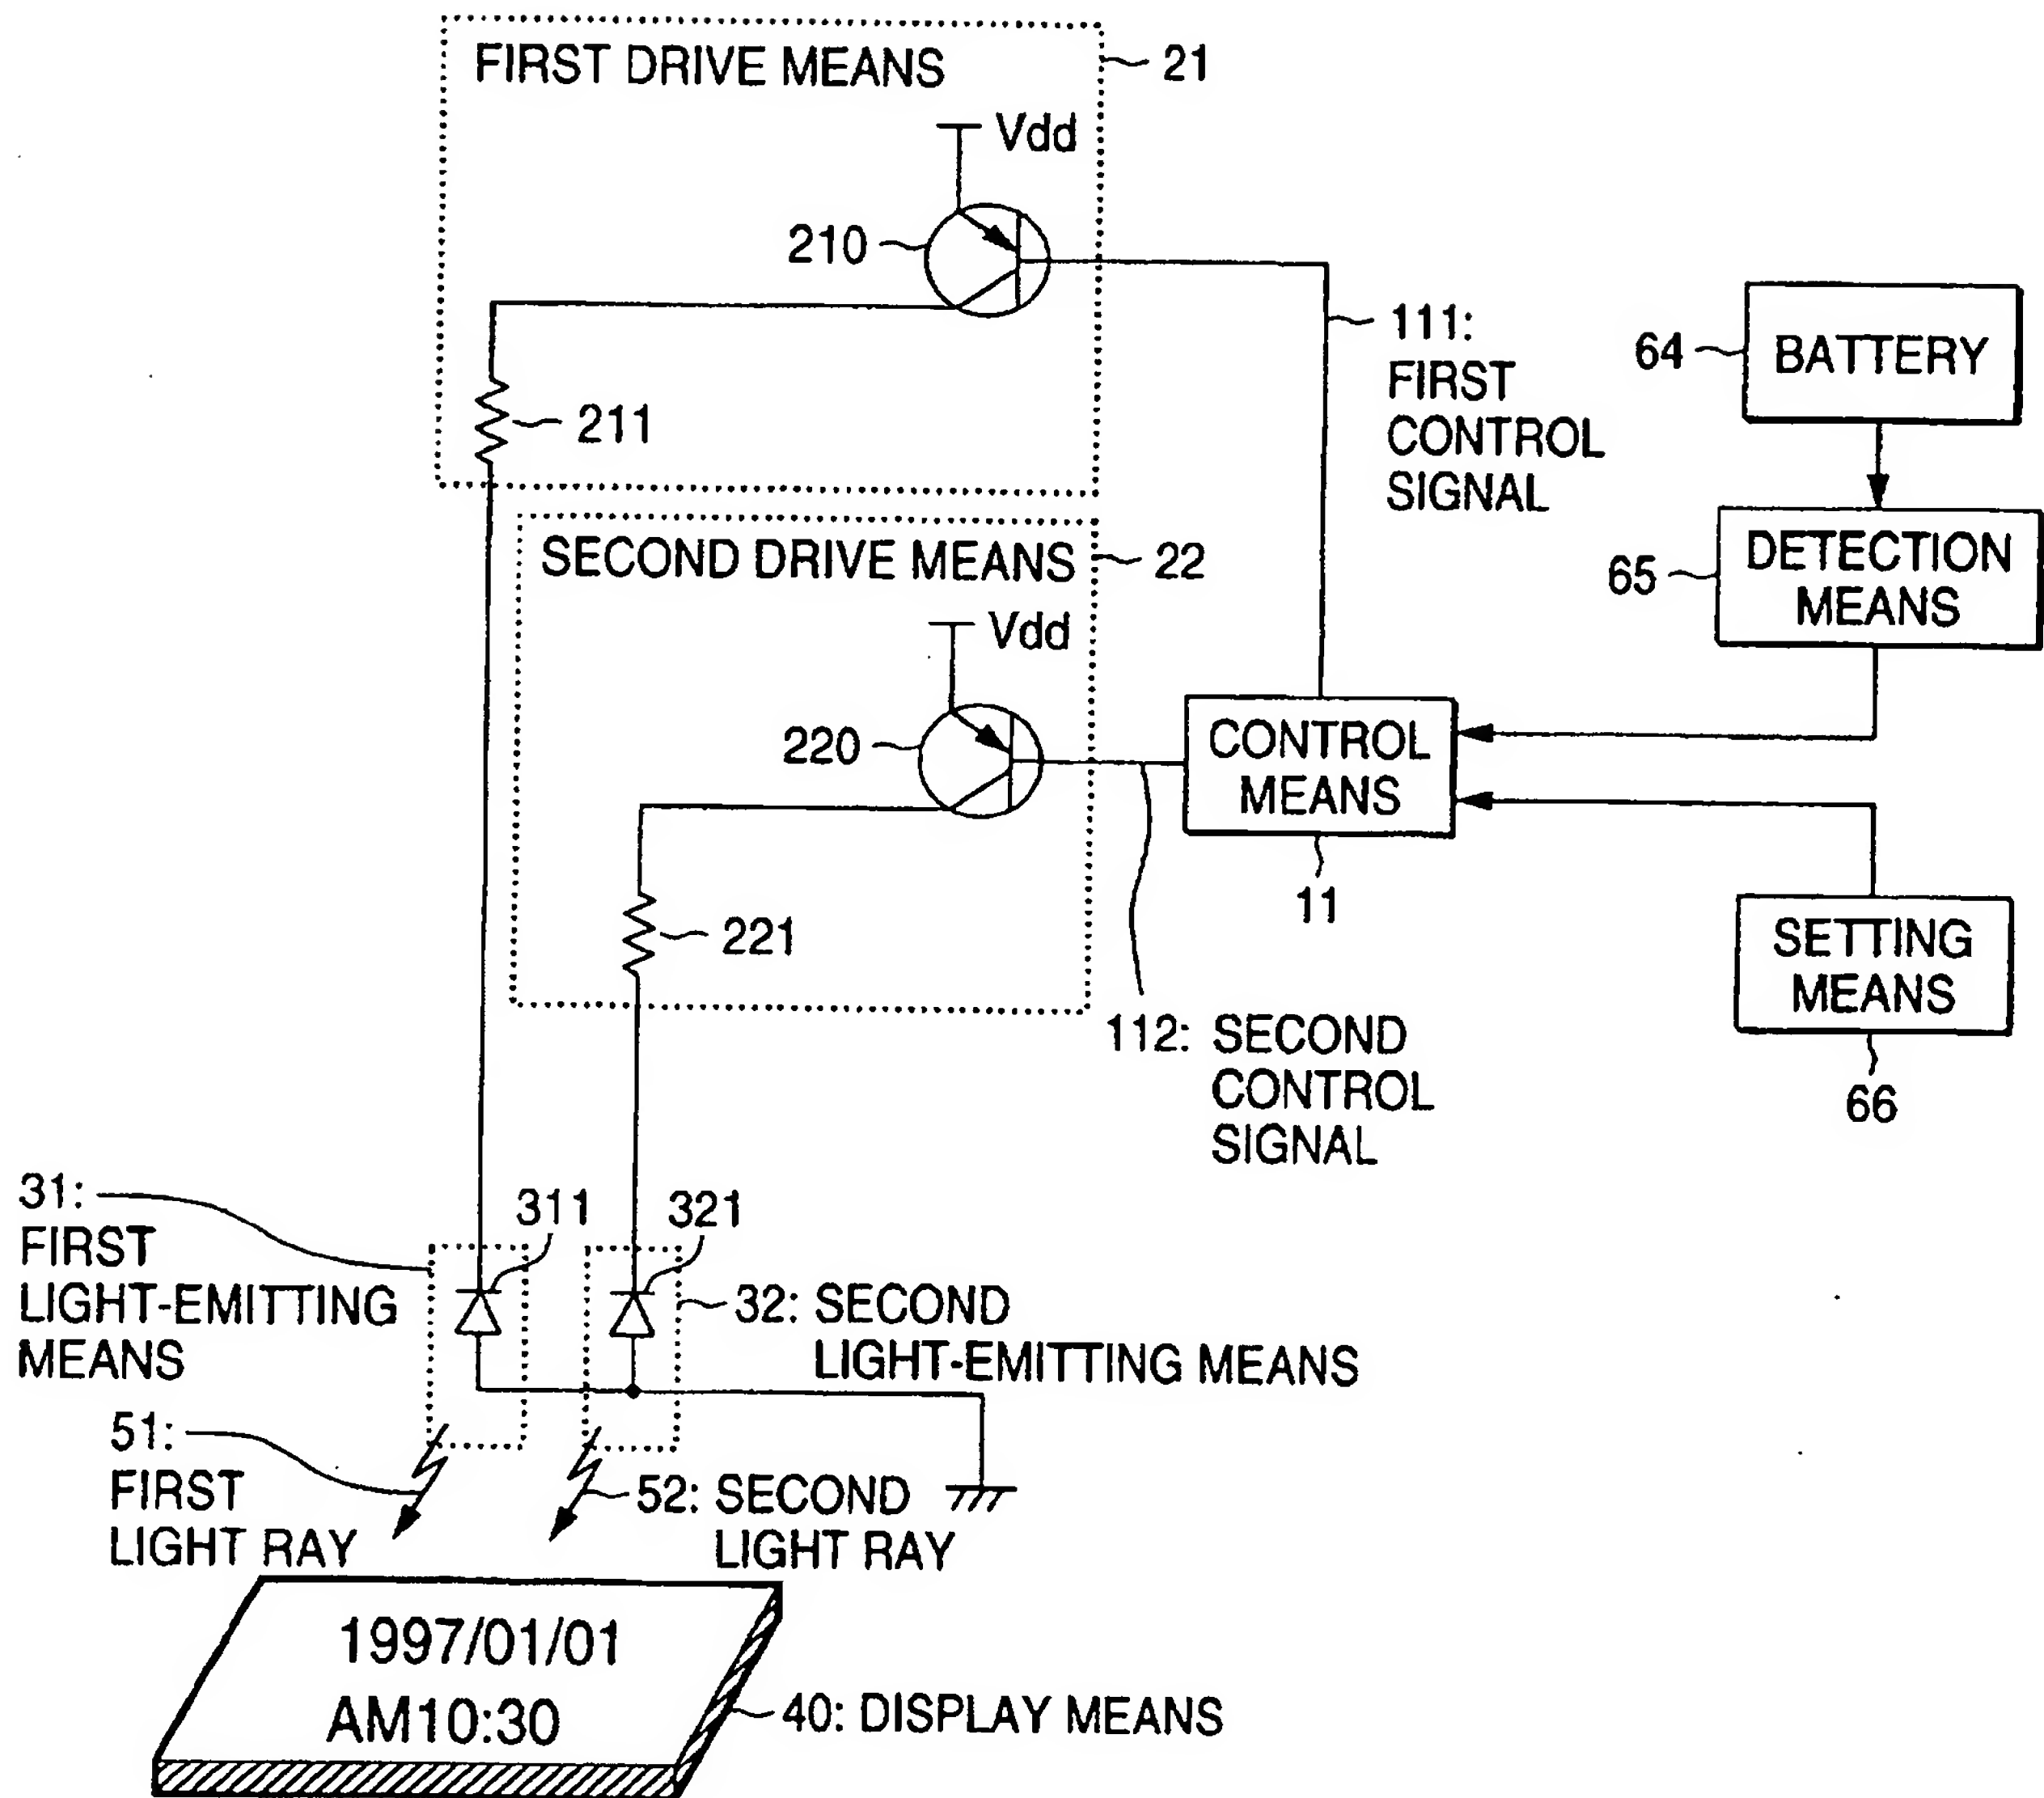 FIRST DRIVE MEANS
21
Vdd
210
211
111:
FIRST
CONTROL
SIGNAL
64
BATTERY
65
DETECTION
MEANS
SECOND DRIVE MEANS
22
Vdd
220
221
CONTROL
MEANS
11
112: SECOND
CONTROL
SIGNAL
SETTING
MEANS
66
31:
FIRST
LIGHT-EMITTING
MEANS
311
321
32: SECOND
LIGHT-EMITTING MEANS
51:
FIRST
LIGHT RAY
52: SECOND
LIGHT RAY
1997/01/01
AM10:30
40: DISPLAY MEANS